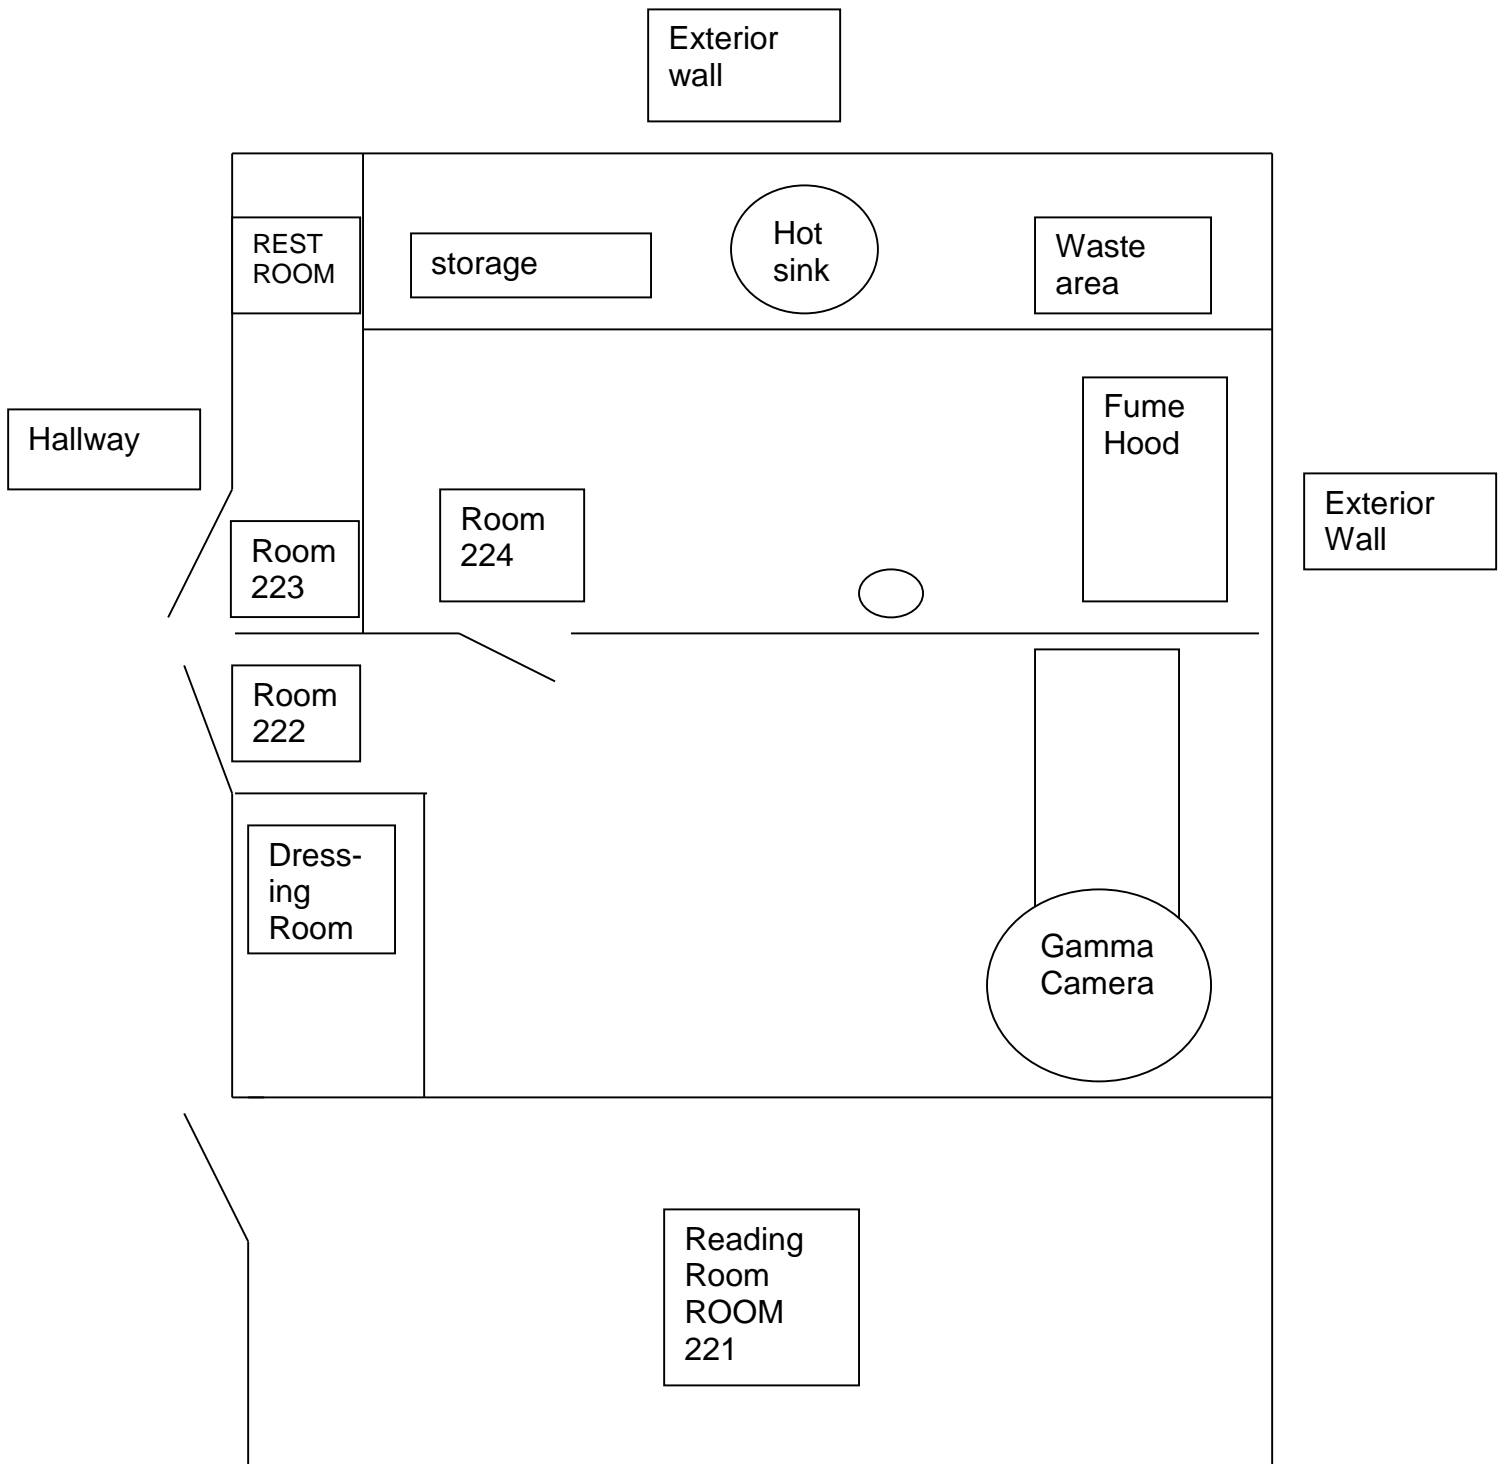 Exterior
wall
REST
ROOM
storage
Hot
sink
Waste
area
Hallway
Fume
Hood
Room
224
Exterior
Wall
Room
223
Room
222
Dress-
ing
Room
Gamma
Camera
Reading
Room
ROOM
221